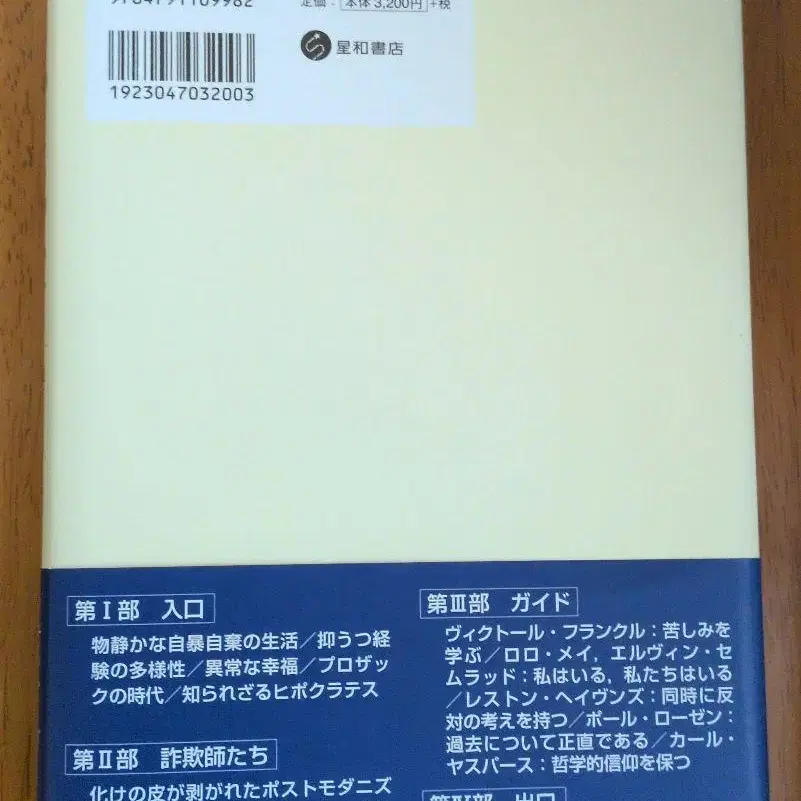 定価：本体3,200円+税
星和書店
1923047032003
第Ⅰ部 入口
物静かな自暴自棄の生活／抑うつ経
験の多様性／異常な幸福／プロザッ
クの時代／知られざるヒポクラテス
第Ⅱ部 詐欺師たち
化けの皮が剥がれたポストモダニズ
第Ⅲ部 ガイド
ヴィクトール・フランクル：苦しみを
学ぶ／ロロ・メイ，エルヴィン・セ
ムラッド：私はいる，私たちはいる
／レストン・ヘイヴンズ：同時に反
対の考えを持つ／ポール・ローゼン：
過去について正直である／カール・
ヤスパース：哲学的信仰を保つ